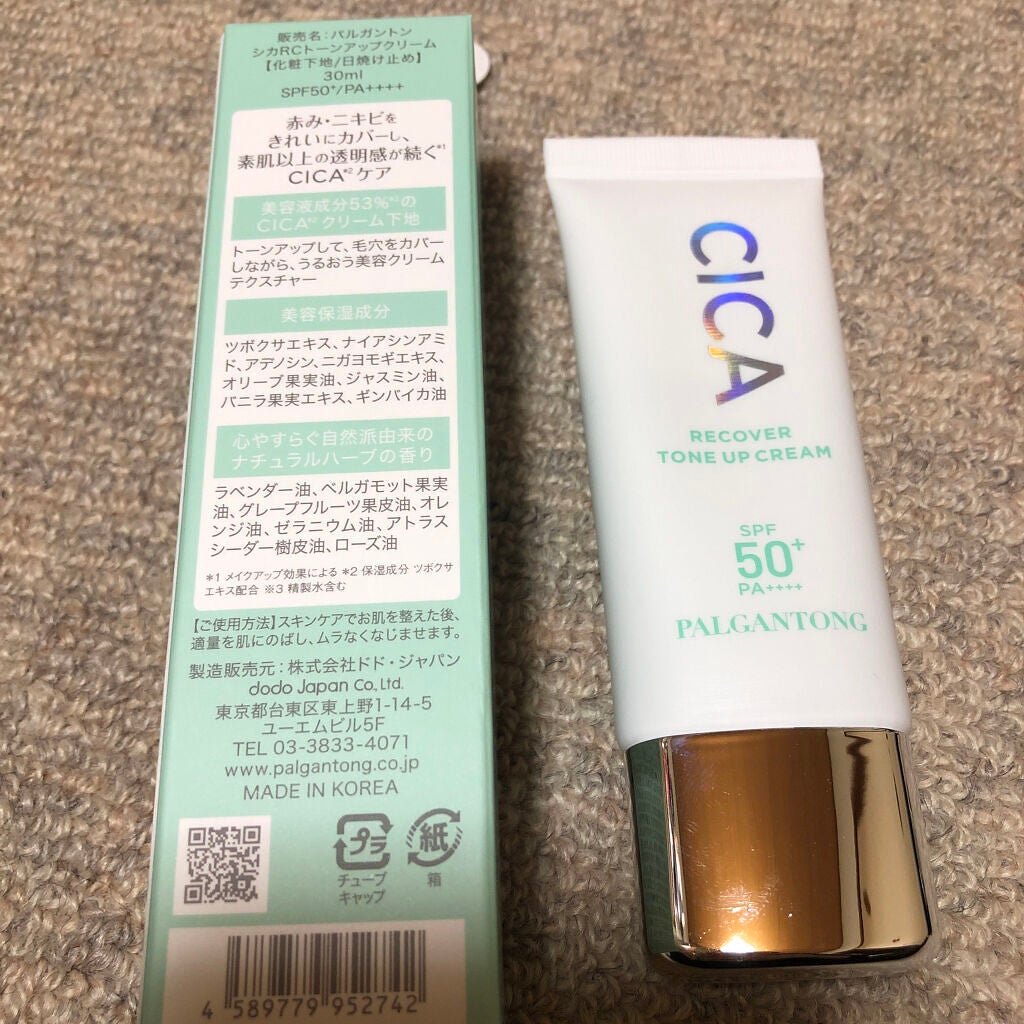 販売名:パルガントン
シカRCトーンアップクリーム
【化粧下地/日焼け止め】
30ml
SPF50+/PA++++
赤み・ニキビを
きれいにカバーし、
素肌以上の透明感が続く*1
CICA*2 ケア
美容液成分53%※3の
CICA*2 クリーム下地
トーンアップして、毛穴をカバー
しながら、うるおう美容クリーム
テクスチャー
美容保湿成分
ツボクサエキス、ナイアシンアミ
ド、アデノシン、ニガヨモギエキス、
オリーブ果実油、ジャスミン油、
バニラ果実エキス、ギンバイカ油
心やすらぐ自然派由来の
ナチュラルハーブの香り
ラベンダー油、ベルガモット果実
油、グレープフルーツ果皮油、オレ
ンジ油、ゼラニウム油、アトラス
シーダー樹皮油、ローズ油
*1 メイクアップ効果による *2 保湿成分 ツボクサ
エキス配合 ※3 精製水含む
【ご使用方法】スキンケアでお肌を整えた後、
適量を肌にのばし、ムラなくなじませます。
製造販売元:株式会社ドド・ジャパン
dodo Japan Co., Ltd.
東京都台東区東上野1-14-5
ユーエムビル5F
TEL 03-3833-4071
www.palgantong.co.jp
MADE IN KOREA
プラ
チューブ
キャップ
紙
箱
4 589779 952742
CICA
RECOVER
TONE UP CREAM
SPF
50+
PA++++
PALGANTONG